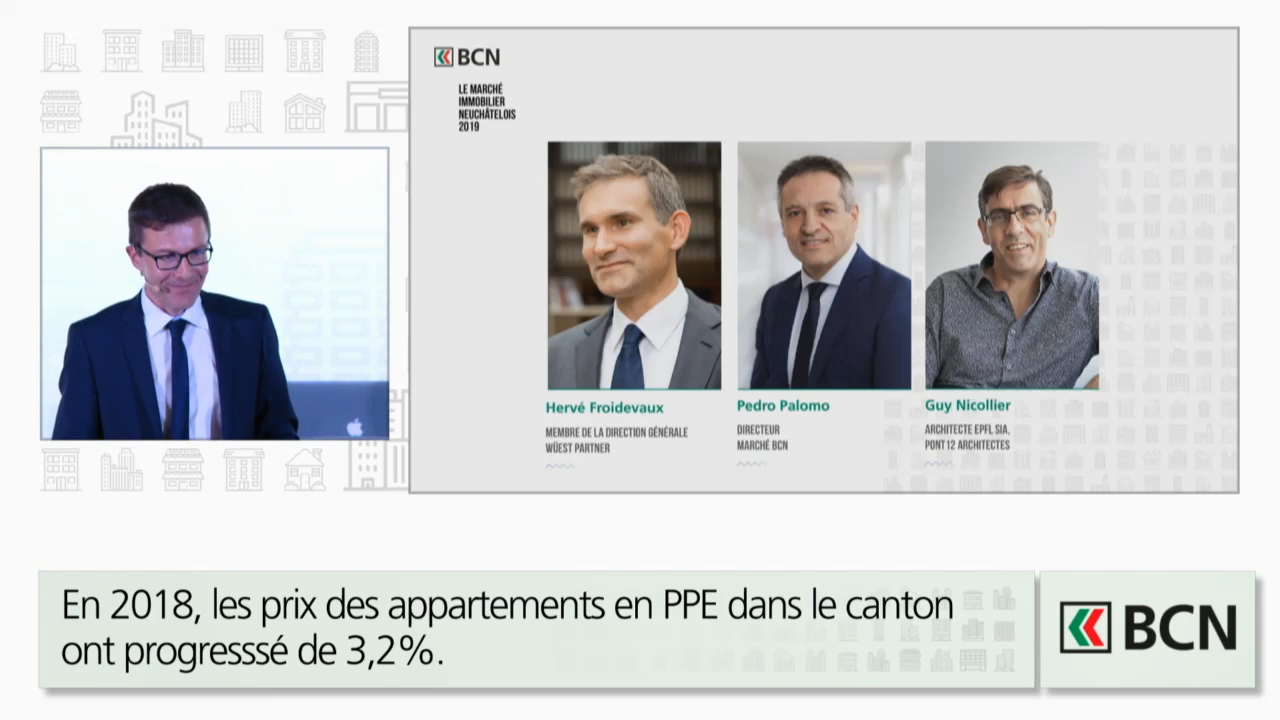 BCN
LE MARCHÉ
IMMOBILIER
NEUCHÂTELOIS
2019
Hervé Froidevaux
MEMBRE DE LA DIRECTION GÉNÉRALE
WÜEST PARTNER
Pedro Palomo
DIRECTEUR
MARCHÉ BCN
Guy Nicollier
ARCHITECTE EPFL SIA,
PONT12 ARCHITECTES
En 2018, les prix des appartements en PPE dans le canton
ont progresssé de 3,2%.
BCN